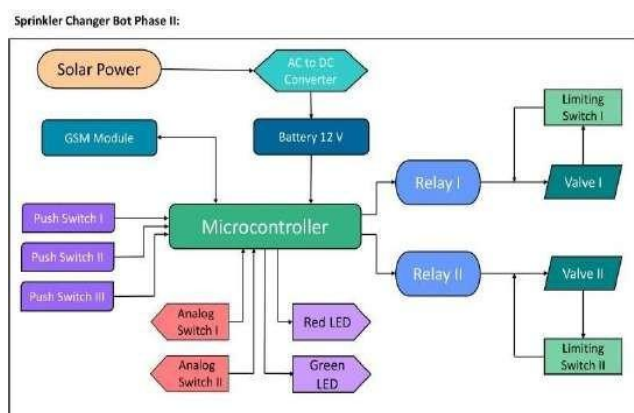 Sprinkler Changer Bot Phase II:
Solar Power
AC to DC
Converter
GSM Module
Battery 12 V
Limiting
Switch I
Relay I
Valve I
Push Switch I
Microcontroller
Push Switch II
Push Switch III
Relay II
Valve II
Analog
Switch I
Red LED
Analog
Switch II
Green
LED
Limiting
Switch II